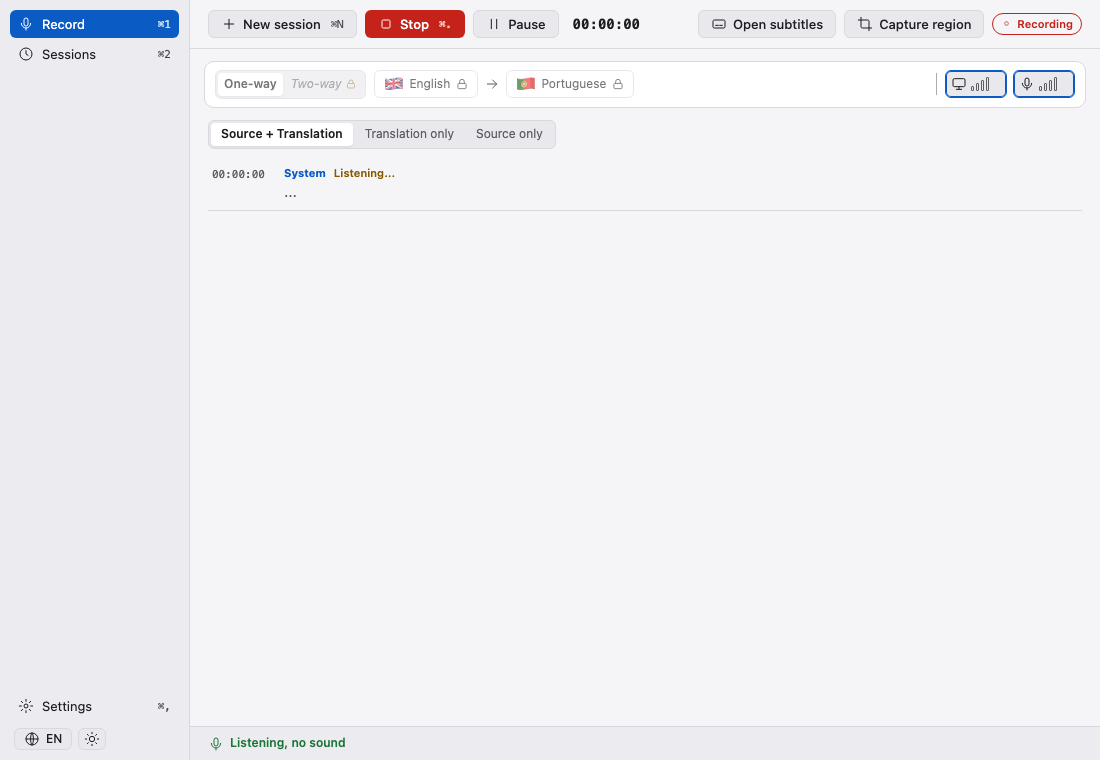 Record ⌘1
Sessions ⌘2
New session ⌘N
Stop ⌘.
Pause
00:00:00
Open subtitles
Capture region
Recording
One-way
Two-way
English
→
Portuguese
Source + Translation
Translation only
Source only
00:00:00 System Listening...
...
Settings ⌘,
EN
Listening, no sound